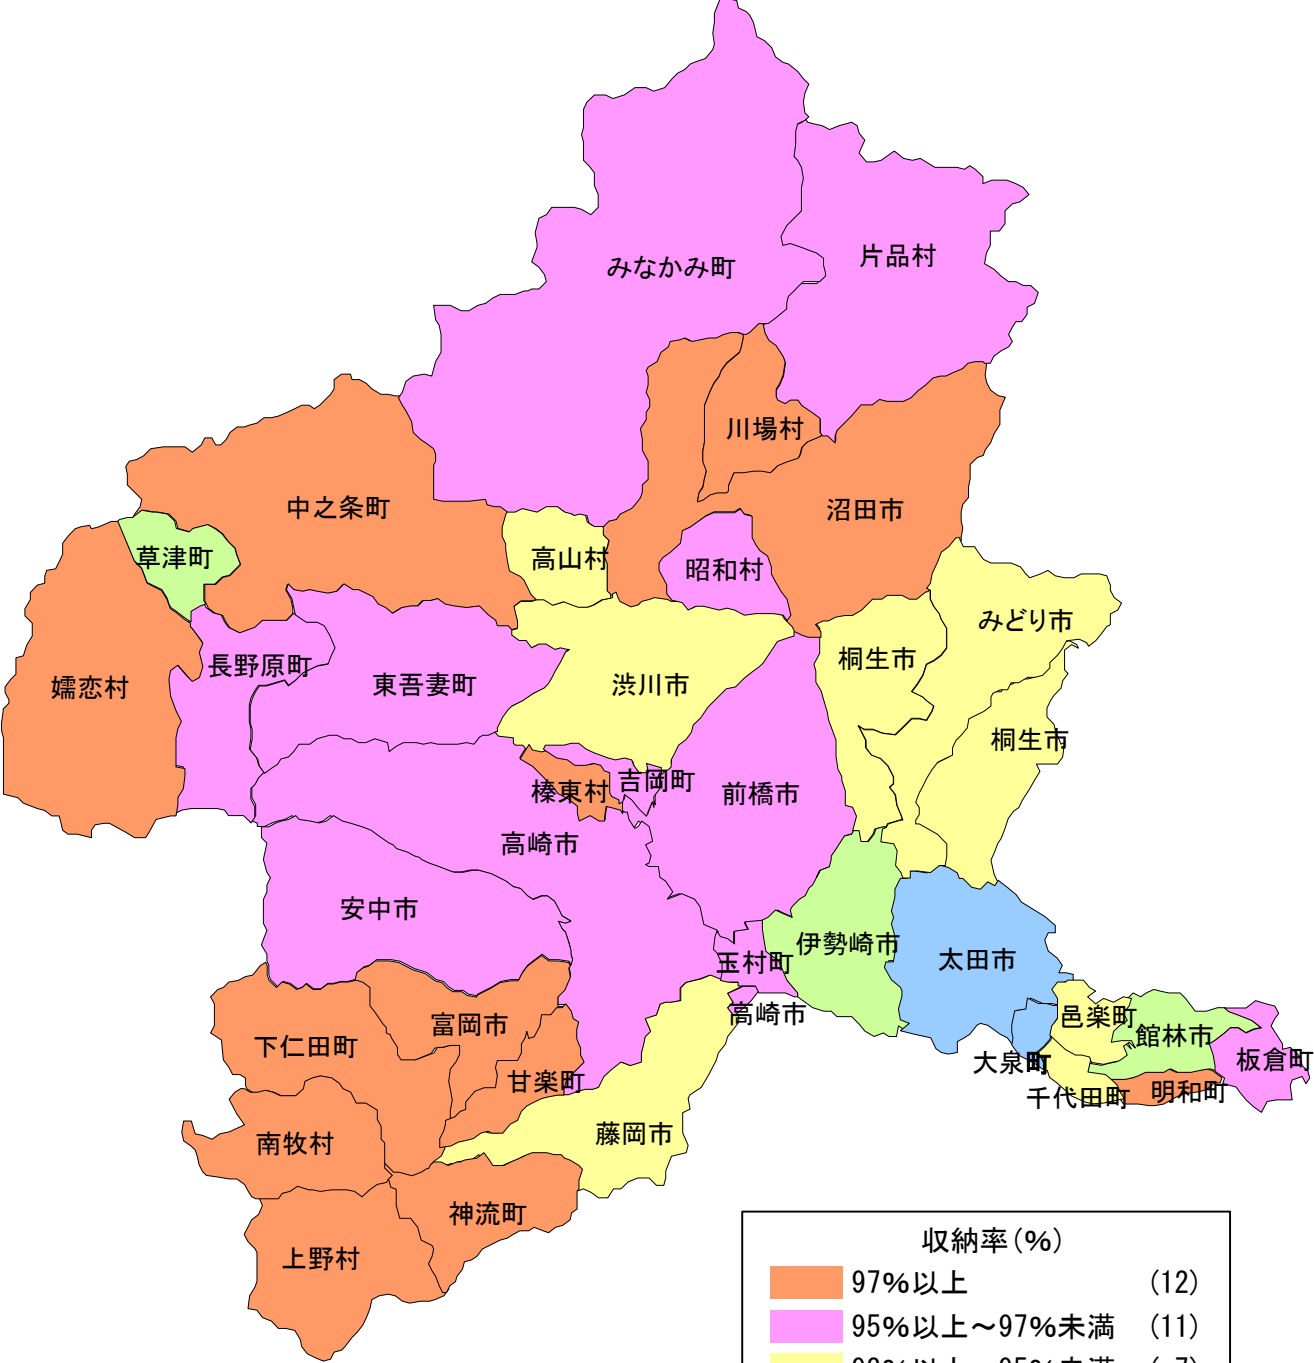 みなかみ町
片品村
川場村
中之条町
沼田市
草津町
高山村
昭和村
みどり市
桐生市
長野原町
嬬恋村
東吾妻町
渋川市
桐生市
榛東村
吉岡町
前橋市
高崎市
安中市
伊勢崎市
太田市
玉村町
高崎市
富岡市
邑楽町
館林市
下仁田町
大泉町
板倉町
甘楽町
千代田町
明和町
南牧村
藤岡市
神流町
上野村
収納率(%)
97%以上 (12)
95%以上～97%未満 (11)